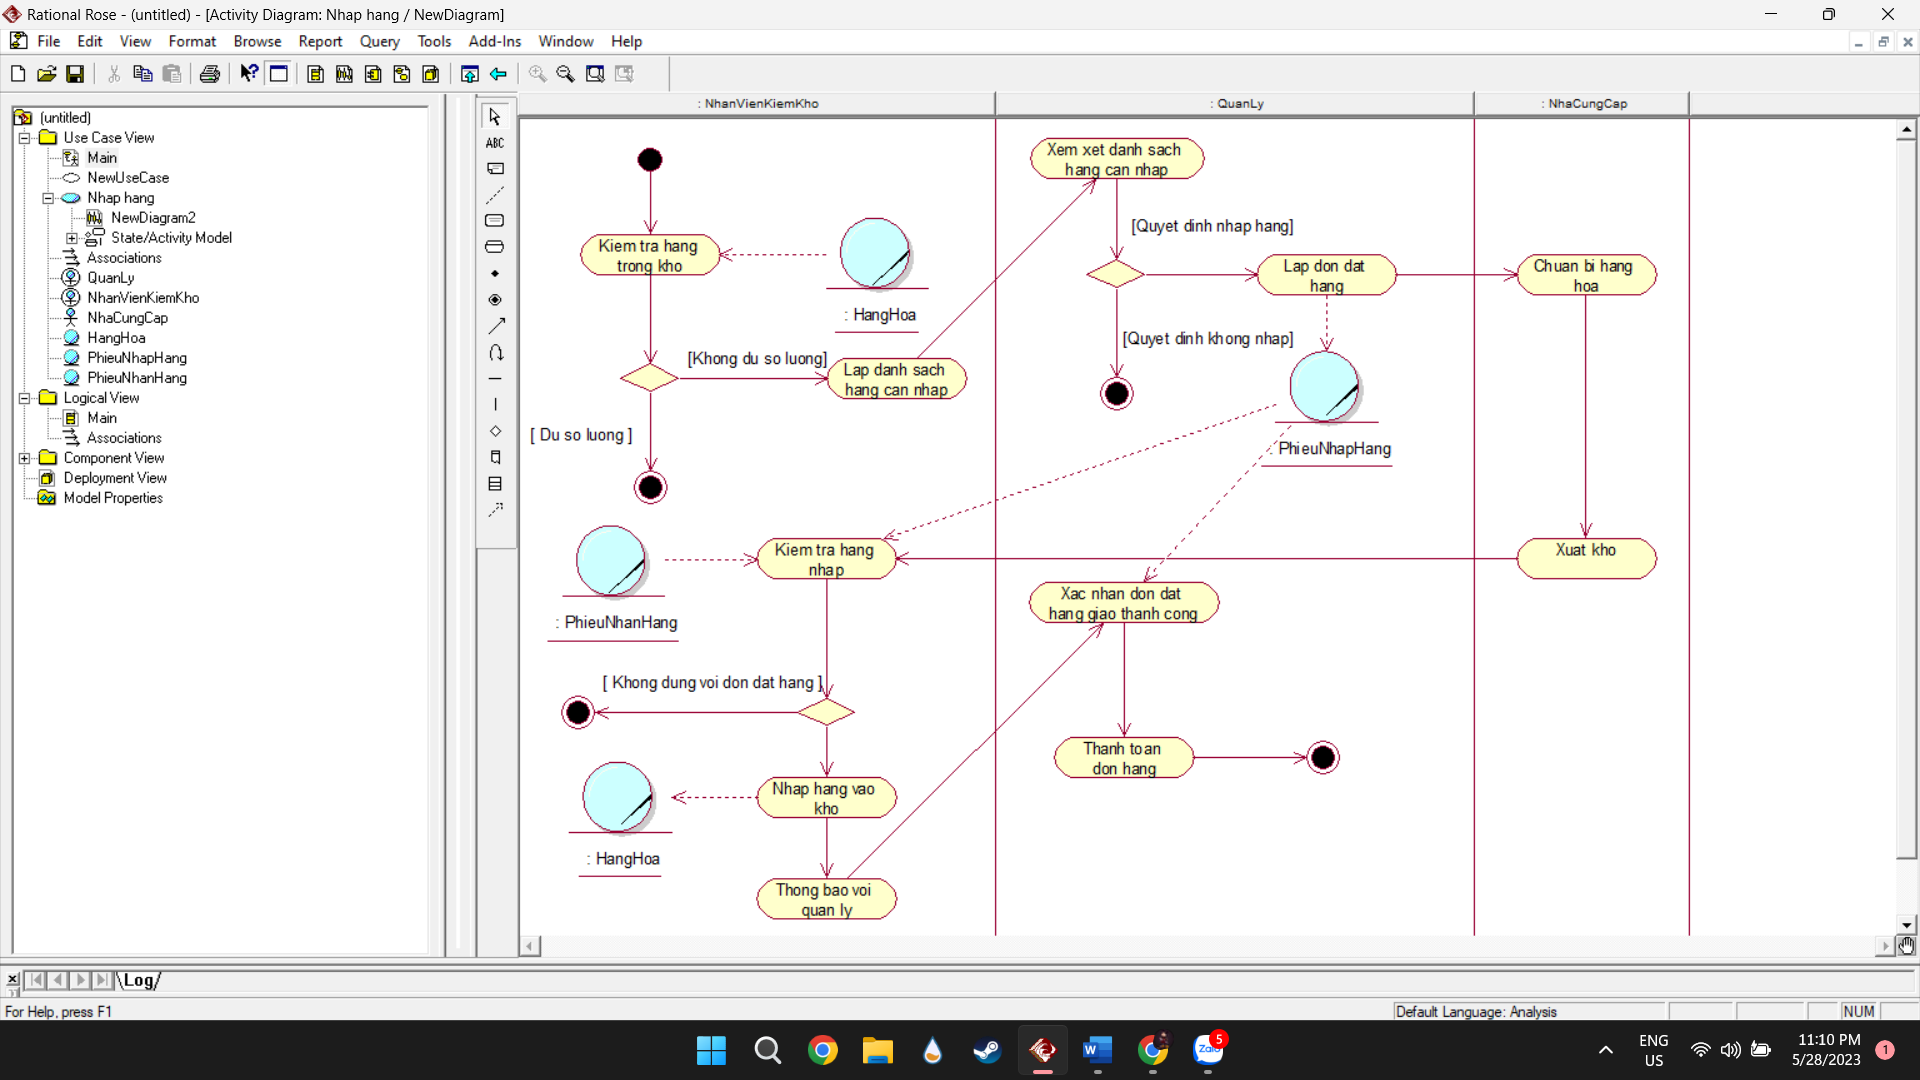 Rational Rose - (untitled) - [Activity Diagram: Nhap hang / NewDiagram]
File Edit View Format Browse Report Query Tools Add-Ins Window Help
(untitled)
Use Case View
Main
NewUseCase
Nhap hang
NewDiagram2
State/Activity Model
Associations
QuanLy
NhanVienKiemKho
NhaCungCap
HangHoa
PhieuNhapHang
PhieuNhanHang
Logical View
Main
Associations
Component View
Deployment View
Model Properties
ABC
: NhanVienKiemKho
: QuanLy
: NhaCungCap
Kiem tra hang
trong kho
: HangHoa
[Khong du so luong]
Lap danh sach
hang can nhap
[ Du so luong ]
Xem xet danh sach
hang can nhap
[Quyet dinh nhap hang]
Lap don dat
hang
Chuan bi hang
hoa
[Quyet dinh khong nhap]
: PhieuNhapHang
: PhieuNhanHang
Kiem tra hang
nhap
Xuat kho
Xac nhan don dat
hang giao thanh cong
[ Khong dung voi don dat hang ]
Thanh toan
don hang
Nhap hang vao
kho
: HangHoa
Thong bao voi
quan ly
\Log/
For Help, press F1
Default Language: Analysis
NUM
Zalo
5
ENG
US
11:10 PM
5/28/2023
1